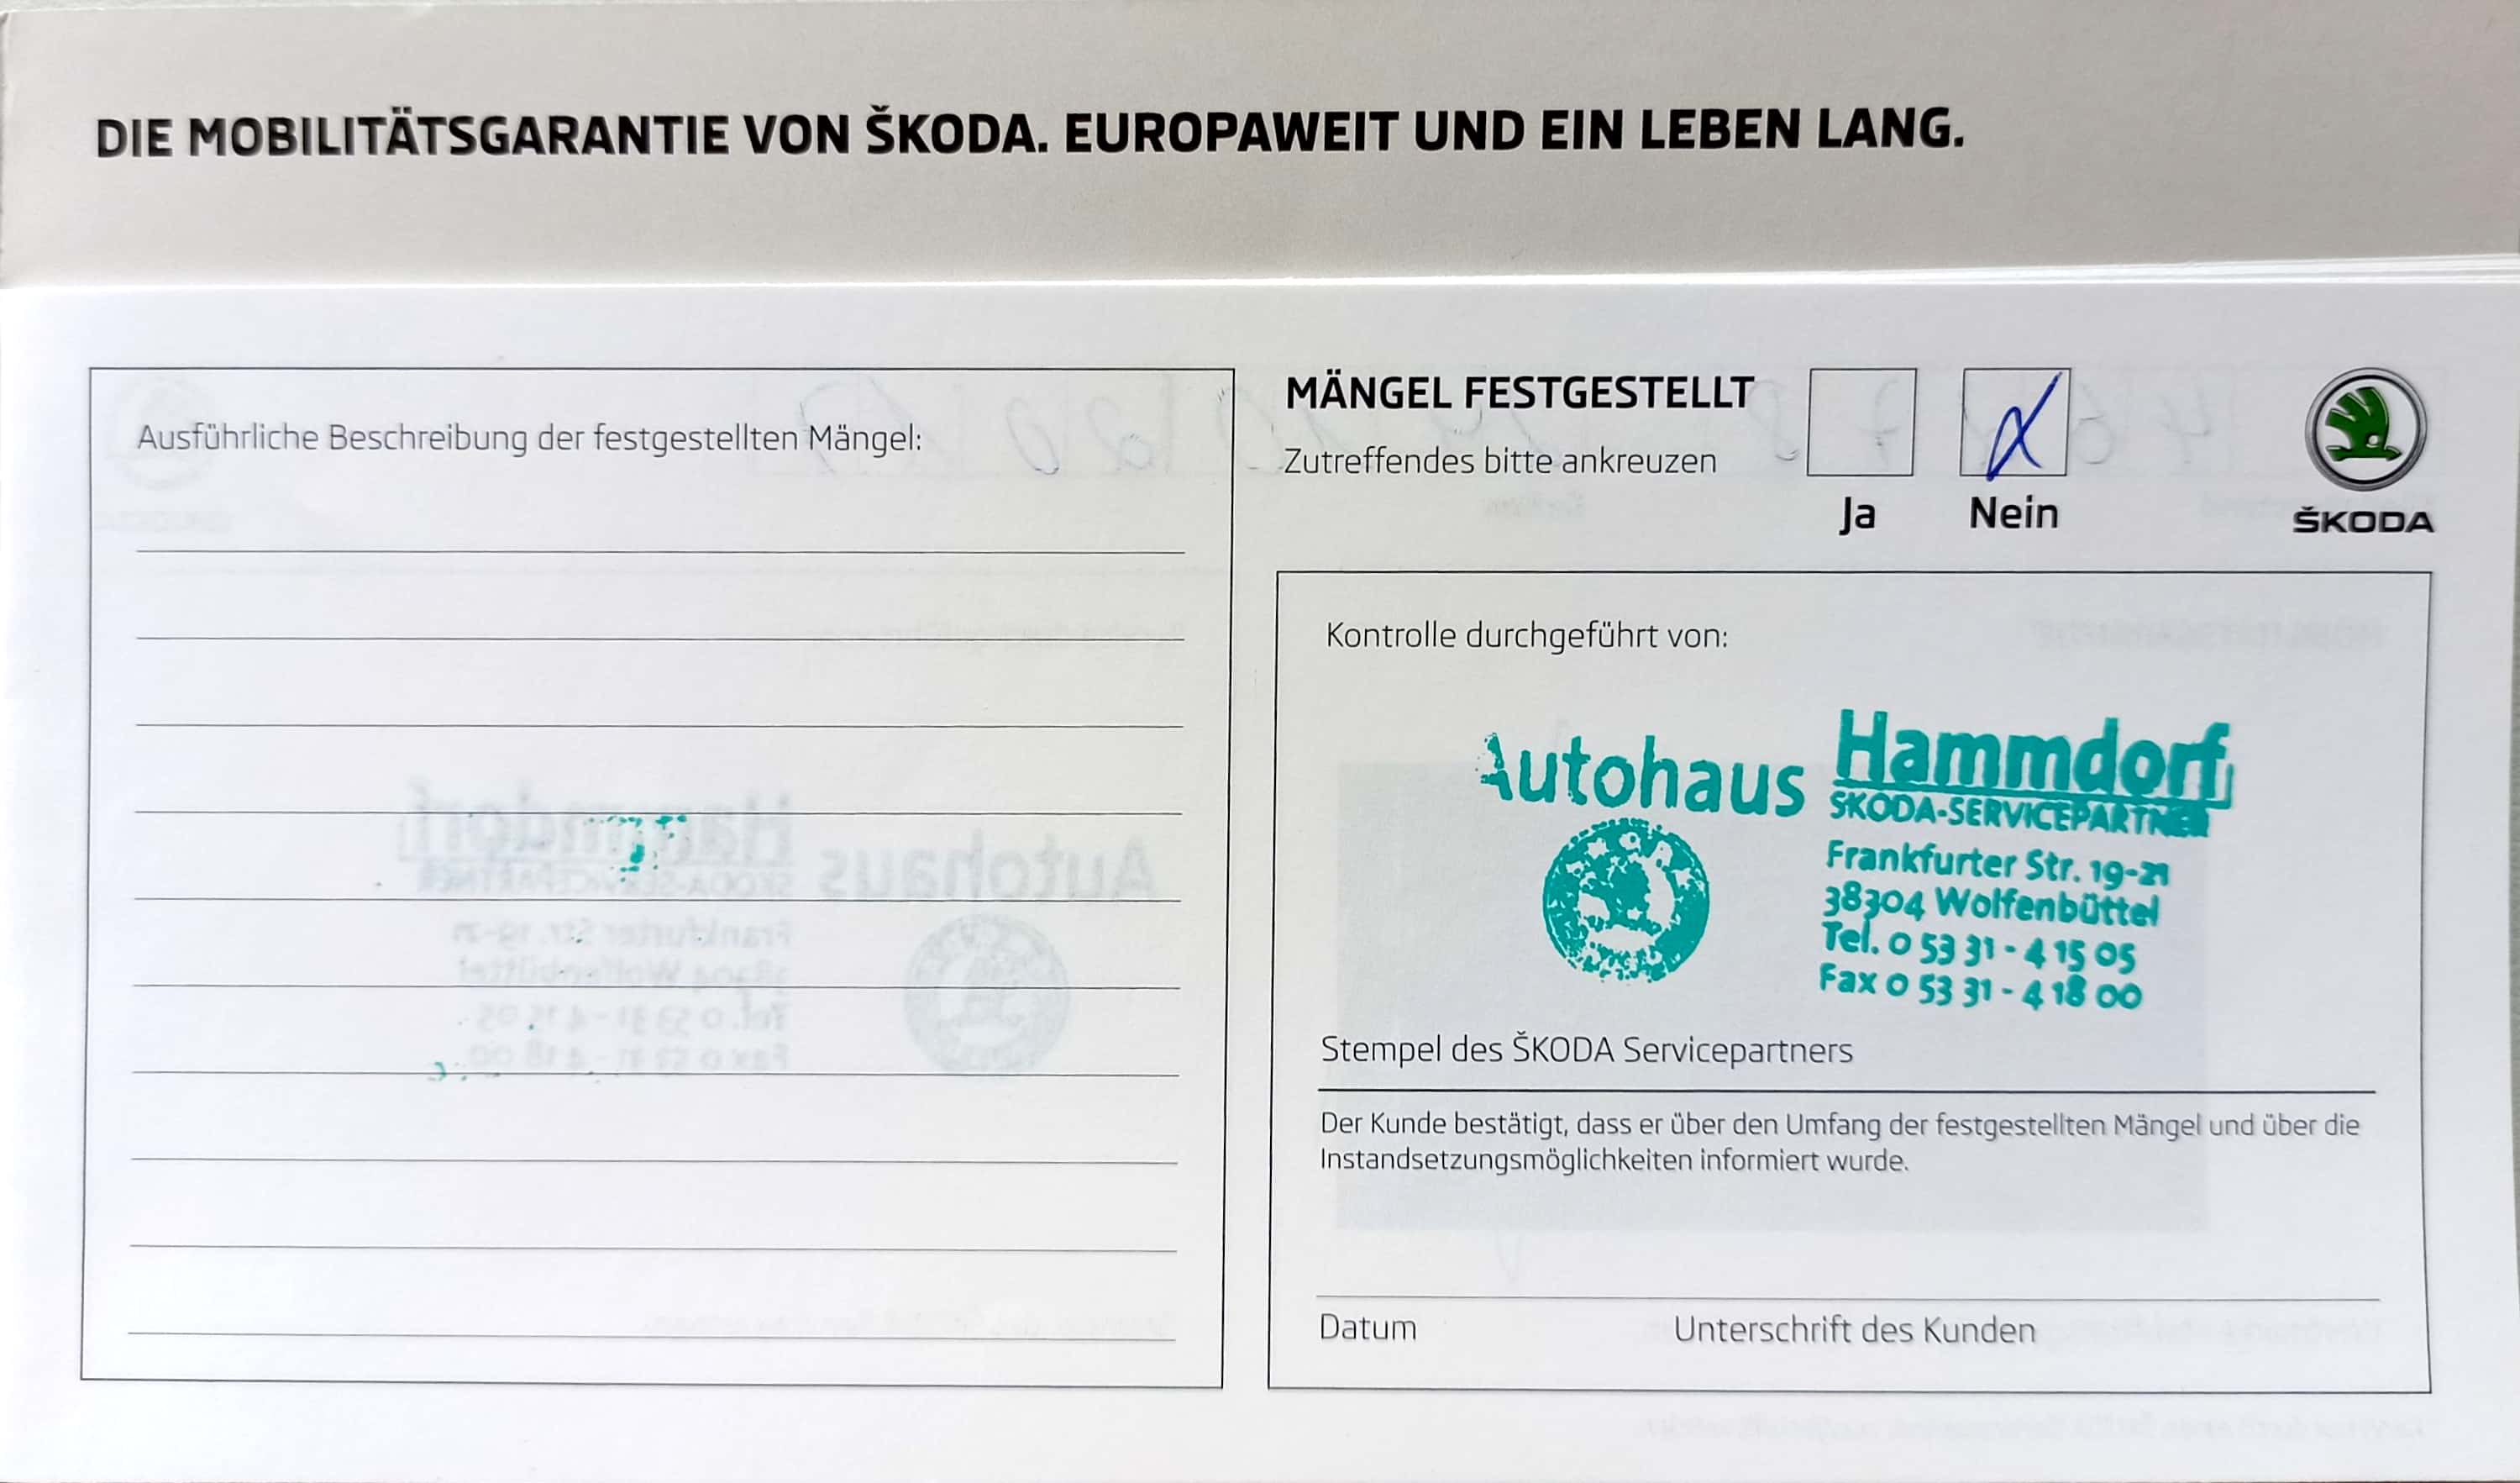 DIE MOBILITÄTSGARANTIE VON ŠKODA. EUROPAWEIT UND EIN LEBEN LANG.
Ausführliche Beschreibung der festgestellten Mängel:
MÄNGEL FESTGESTELLT
Zutreffendes bitte ankreuzen
Ja
Nein
ŠKODA
Kontrolle durchgeführt von:
Autohaus Hammdorf
ŠKODA-SERVICEPARTNER
Frankfurter Str. 19-21
38304 Wolfenbüttel
Tel. 0 53 31 - 4 15 05
Fax 0 53 31 - 4 18 00
Stempel des ŠKODA Servicepartners
Der Kunde bestätigt, dass er über den Umfang der festgestellten Mängel und über die
Instandsetzungsmöglichkeiten informiert wurde.
Datum
Unterschrift des Kunden